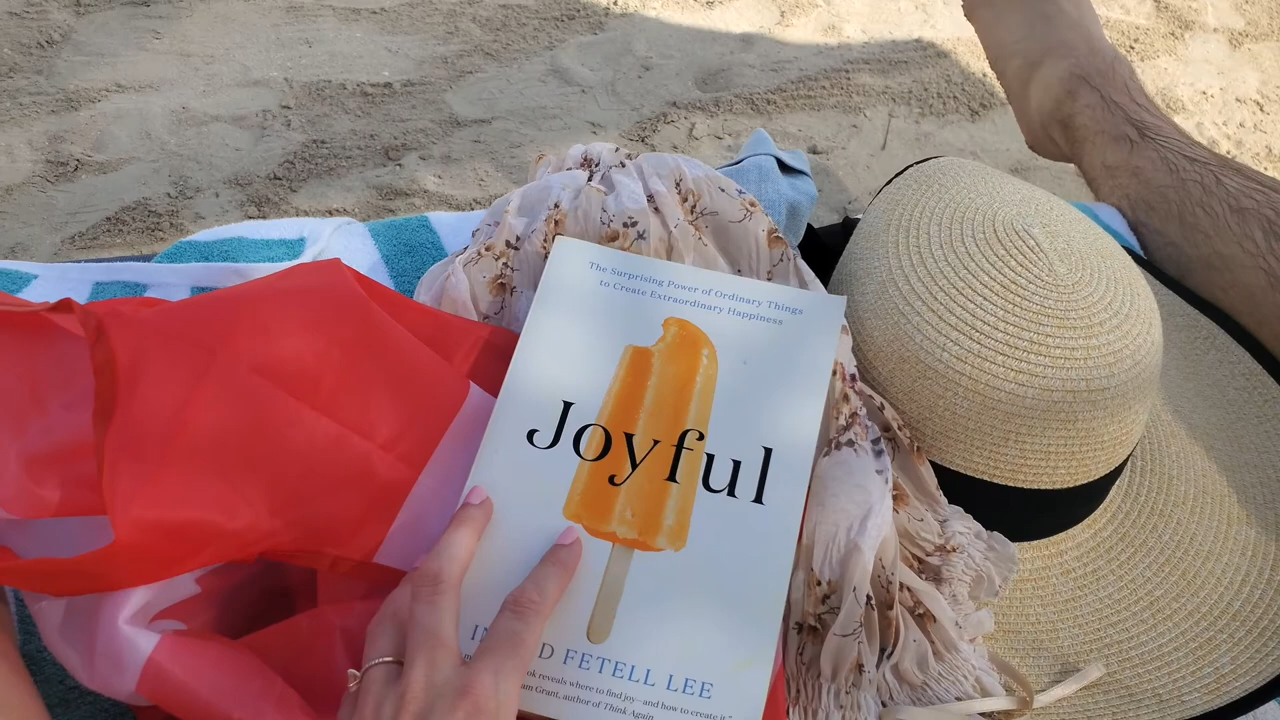 The Surprising Power of Ordinary Things
to Create Extraordinary Happiness
Joyful
FETELL LEE
reveals where to find joy—and how to create it."
Grant, author of Think Again